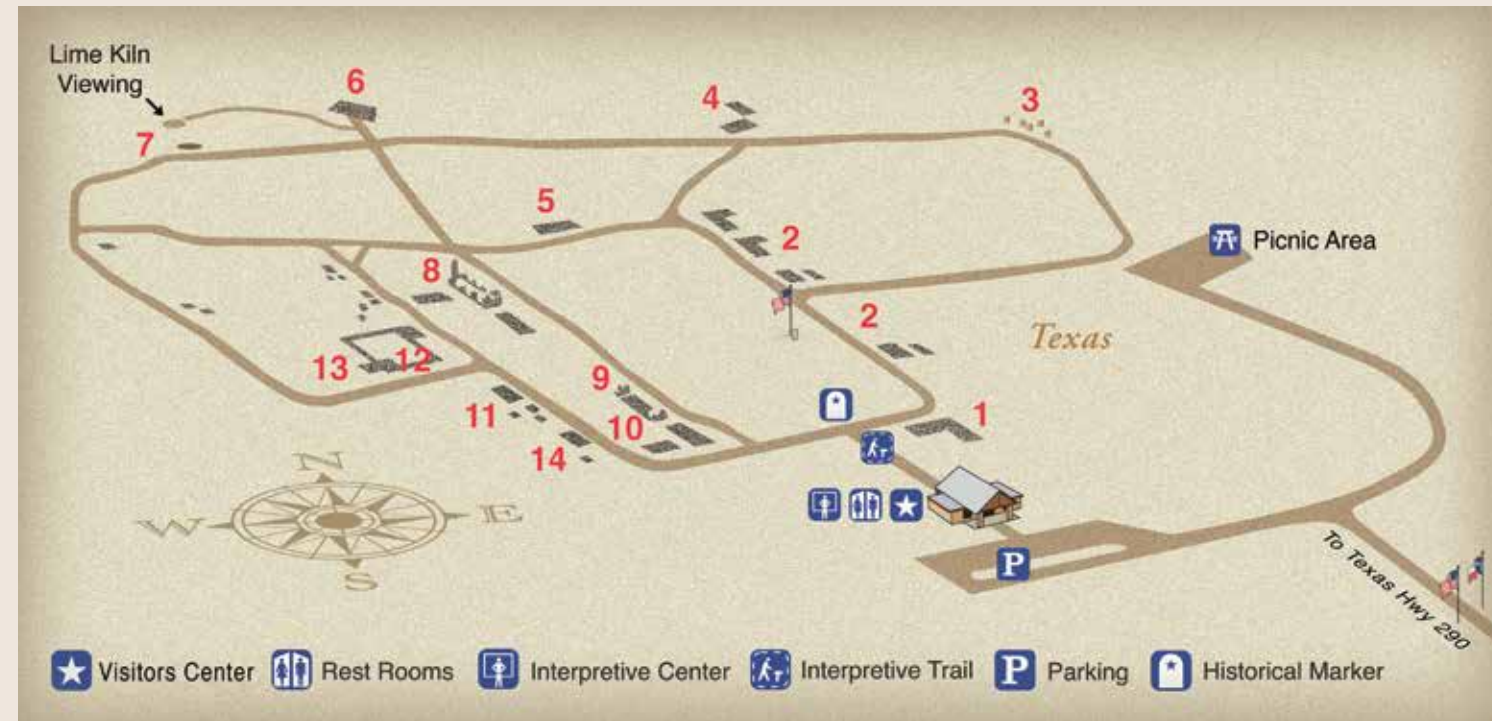 Lime Kiln
Viewing
6
4
3
7
5
2
Picnic Area
8
2
Texas
13
12
9
11
10
1
14
N
W
E
S
P
To Texas Hwy 290
Visitors Center
Rest Rooms
Interpretive Center
Interpretive Trail
P
Parking
Historical Marker